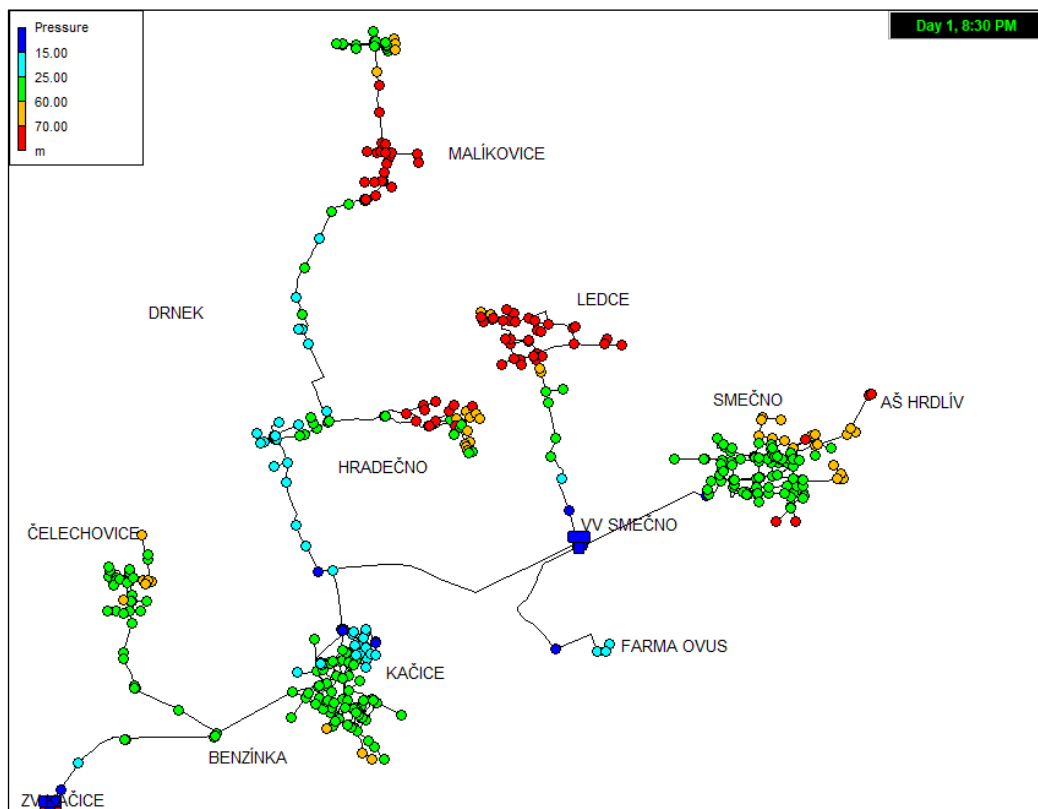 Pressure
15.00
25.00
60.00
70.00
m
Day 1, 8:30 PM
MALÍKOVICE
DRNEK
LEDCE
SMEČNO
AŠ HRDLÍV
HRADEČNO
VV SMEČNO
ČELECHOVICE
FARMA OVUS
KAČICE
BENZÍNKA
KAČICE